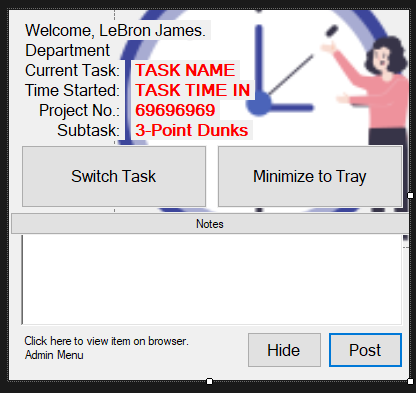 Welcome, LeBron James.
Department
Current Task: TASK NAME
Time Started: TASK TIME IN
Project No.: 69696969
Subtask: 3-Point Dunks
Switch Task
Minimize to Tray
Notes
Click here to view item on browser.
Admin Menu
Hide
Post